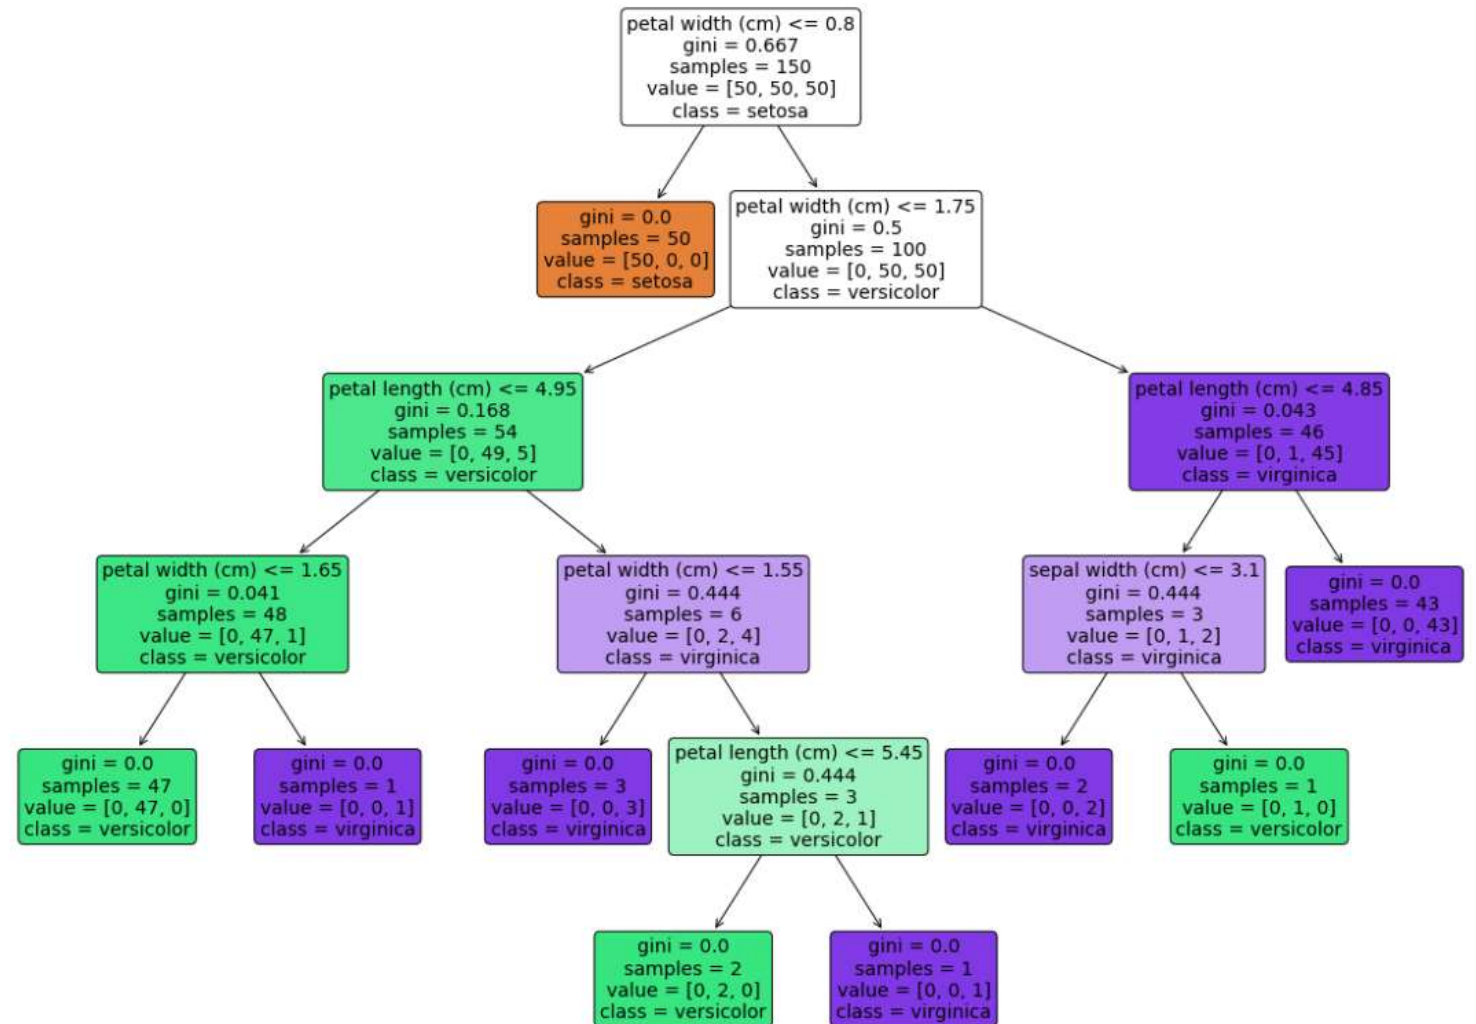 petal width (cm) <= 0.8
gini = 0.667
samples = 150
value = [50, 50, 50]
class = setosa
gini = 0.0
samples = 50
value = [50, 0, 0]
class = setosa
petal width (cm) <= 1.75
gini = 0.5
samples = 100
value = [0, 50, 50]
class = versicolor
petal length (cm) <= 4.95
gini = 0.168
samples = 54
value = [0, 49, 5]
class = versicolor
petal length (cm) <= 4.85
gini = 0.043
samples = 46
value = [0, 1, 45]
class = virginica
petal width (cm) <= 1.65
gini = 0.041
samples = 48
value = [0, 47, 1]
class = versicolor
petal width (cm) <= 1.55
gini = 0.444
samples = 6
value = [0, 2, 4]
class = virginica
sepal width (cm) <= 3.1
gini = 0.444
samples = 3
value = [0, 1, 2]
class = virginica
gini = 0.0
samples = 43
value = [0, 0, 43]
class = virginica
gini = 0.0
samples = 47
value = [0, 47, 0]
class = versicolor
gini = 0.0
samples = 1
value = [0, 0, 1]
class = virginica
gini = 0.0
samples = 3
value = [0, 0, 3]
class = virginica
petal length (cm) <= 5.45
gini = 0.444
samples = 3
value = [0, 2, 1]
class = versicolor
gini = 0.0
samples = 2
value = [0, 0, 2]
class = virginica
gini = 0.0
samples = 1
value = [0, 1, 0]
class = versicolor
gini = 0.0
samples = 2
value = [0, 2, 0]
class = versicolor
gini = 0.0
samples = 1
value = [0, 0, 1]
class = virginica